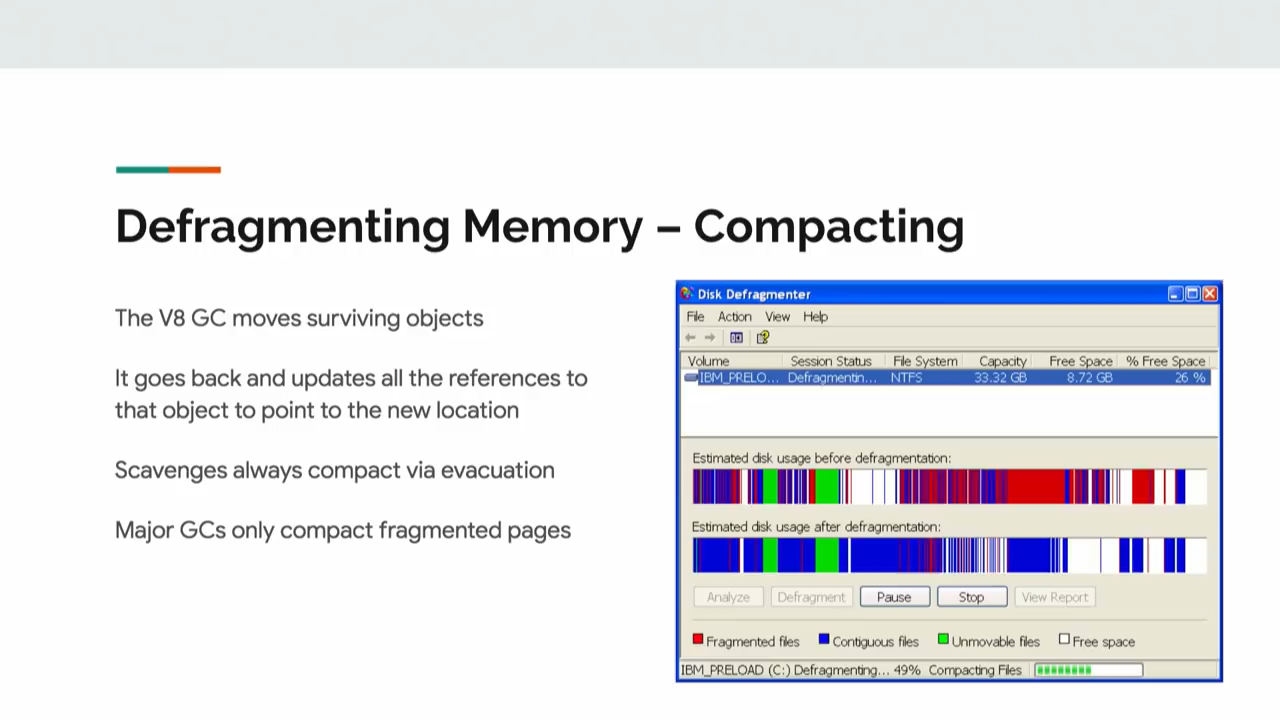 Defragmenting Memory – Compacting
The V8 GC moves surviving objects
It goes back and updates all the references to
that object to point to the new location
Scavenges always compact via evacuation
Major GCs only compact fragmented pages
Disk Defragmenter
File Action View Help
Volume Session Status File System Capacity Free Space % Free Space
IBM_PRELO... Defragmentin... NTFS 33.32 GB 8.72 GB 26 %
Estimated disk usage before defragmentation:
Estimated disk usage after defragmentation:
Analyze Defragment Pause Stop View Report
Fragmented files Contiguous files Unmovable files Free space
IBM_PRELOAD (C:) Defragmenting... 49% Compacting Files